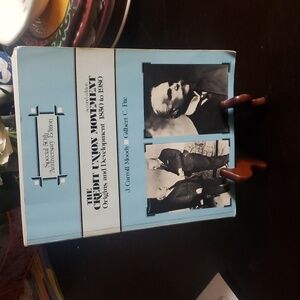 Special 50th
Anniversary Edition
THE
CREDIT UNION MOVEMENT
Origins and Development 1850 to 1980
J. Carroll Moody
Gilbert C. Fite